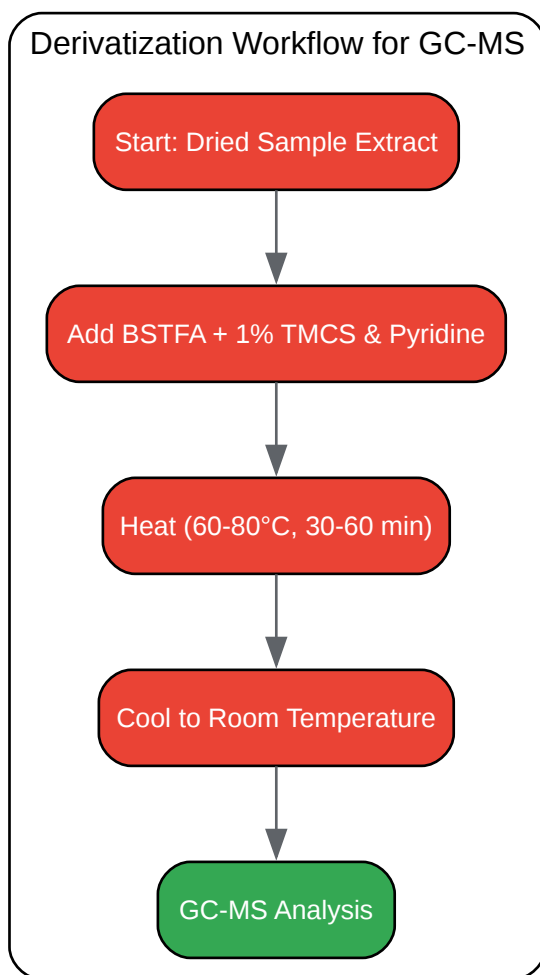 Derivatization Workflow for GC-MS
Start: Dried Sample Extract
Add BSTFA + 1% TMCS & Pyridine
Heat (60-80°C, 30-60 min)
Cool to Room Temperature
GC-MS Analysis